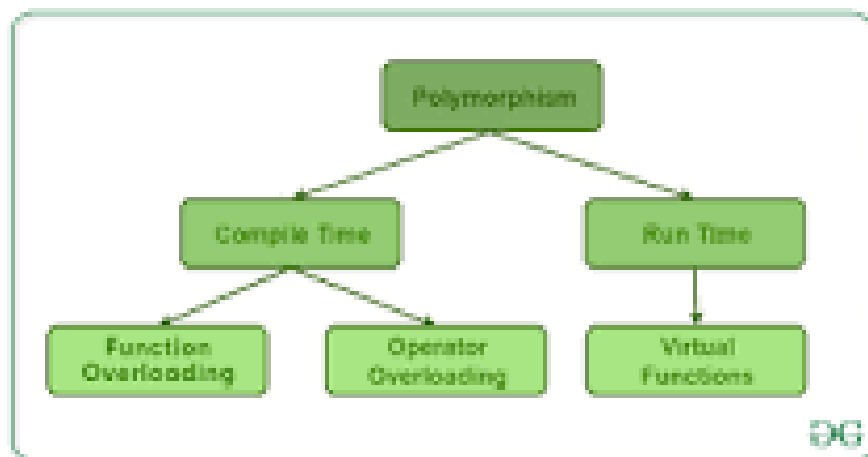 Polymorphism
Compile Time
Run Time
Function
Overloading
Operator
Overloading
Virtual
Functions